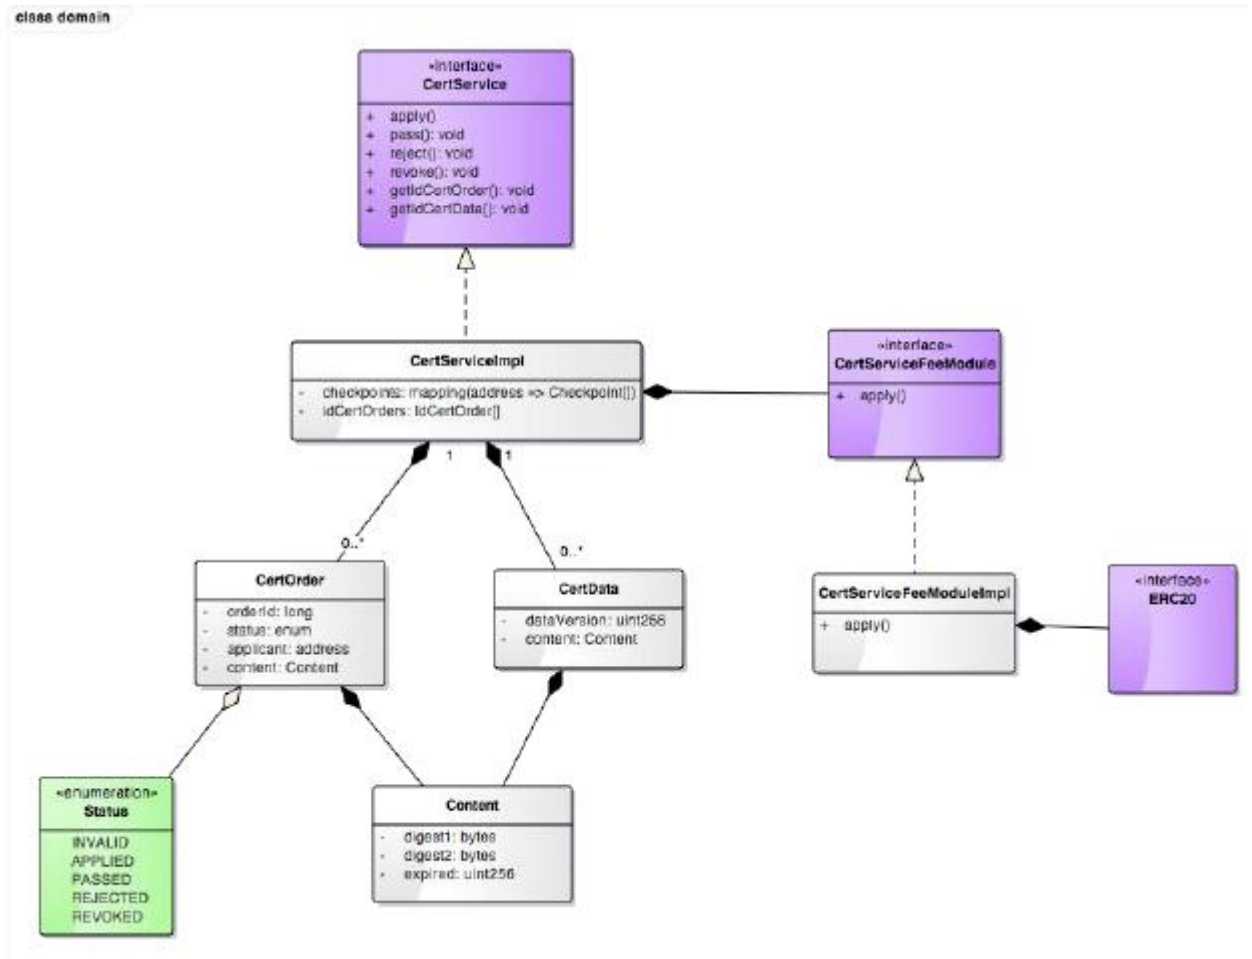 class domain
«interface»
CertService
+ apply()
+ pass(): void
+ reject(): void
+ revoke(): void
+ getIdCertOrder(): void
+ getIdCertData(): void
CertServiceImpl
- checkpoints: mapping(address => Checkpoint[])
- idCertOrders: IdCertOrder[]
«interface»
CertServiceFeeModule
+ apply()
1
1
0..*
0..*
CertOrder
- orderId: long
- status: enum
- applicant: address
- content: Content
CertData
- dataVersion: uint256
- content: Content
CertServiceFeeModuleImpl
+ apply()
«interface»
ERC20
«enumeration»
Status
INVALID
APPLIED
PASSED
REJECTED
REVOKED
Content
- digest1: bytes
- digest2: bytes
- expired: uint256